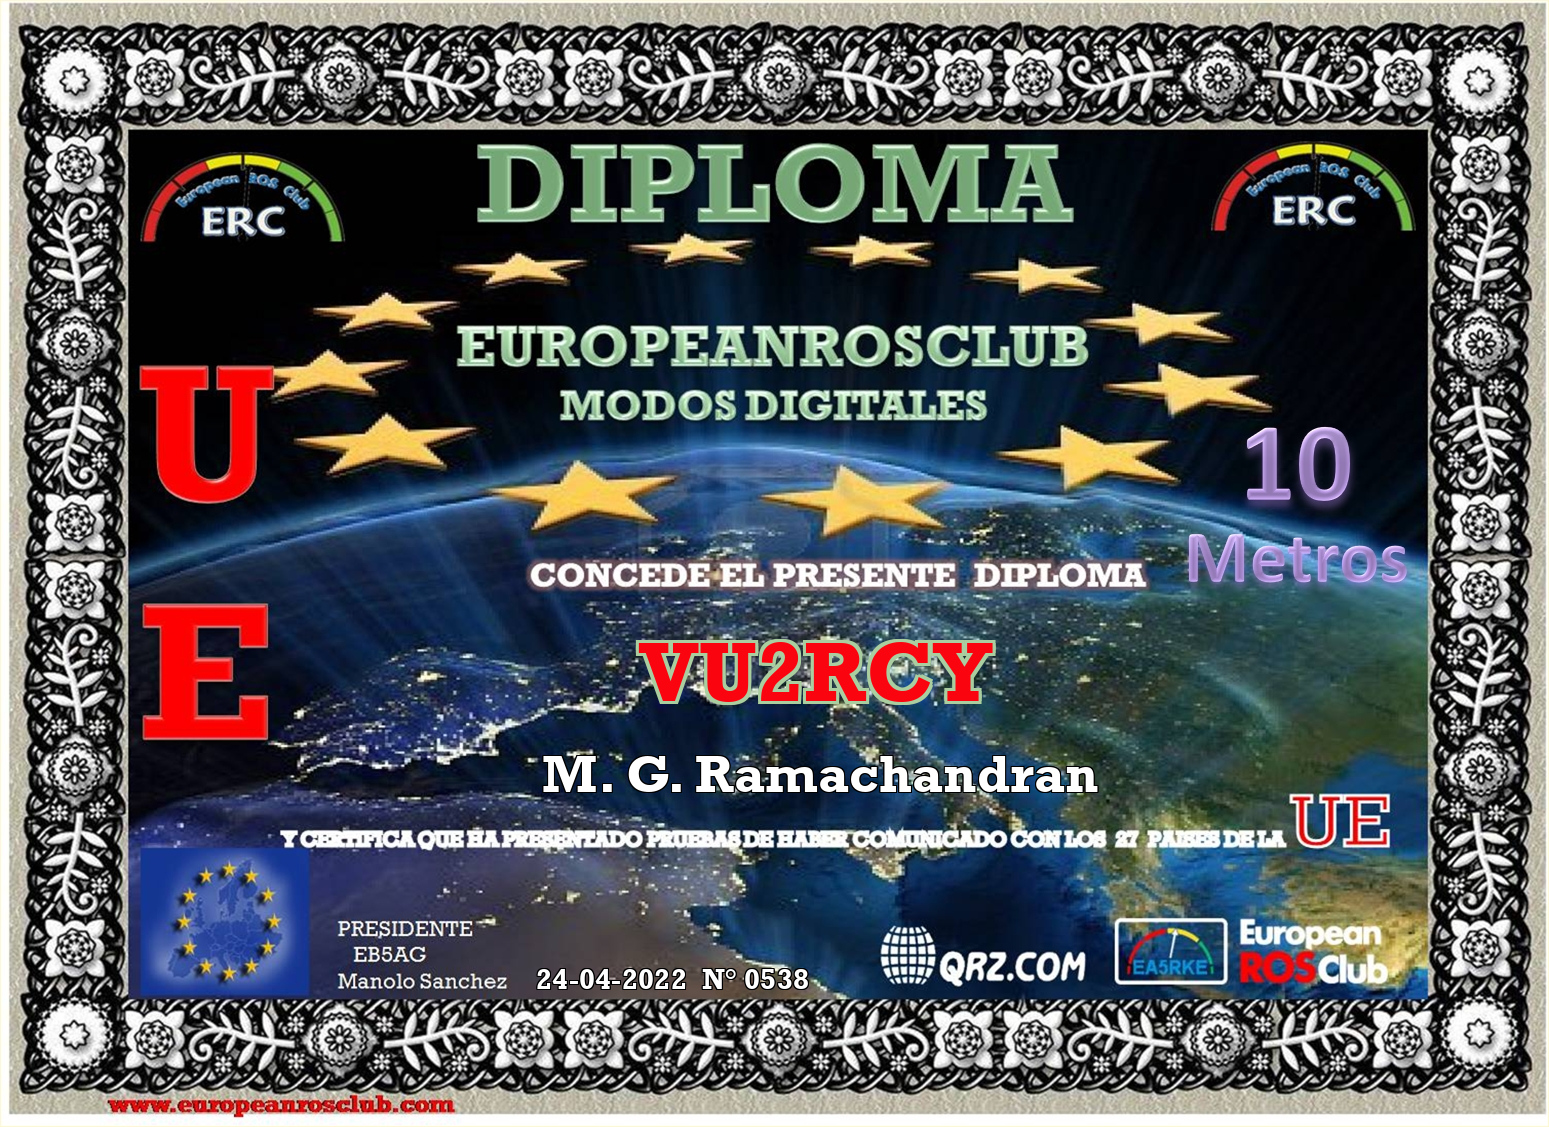 DIPLOMA
European ROS Club
ERC
European ROS Club
ERC
EUROPEANROSCLUB
MODOS DIGITALES
U
E
10
Metros
CONCEDE EL PRESENTE DIPLOMA
VU2RCY
M. G. Ramachandran
Y CERTIFICA QUE HA PRESENTADO PRUEBAS DE HABER COMUNICADO CON LOS 27 PAISES DE LA UE
PRESIDENTE
EB5AG
Manolo Sanchez
24-04-2022 N° 0538
QRZ.COM
EA5RKE
European
ROSClub
www.europeanrosclub.com